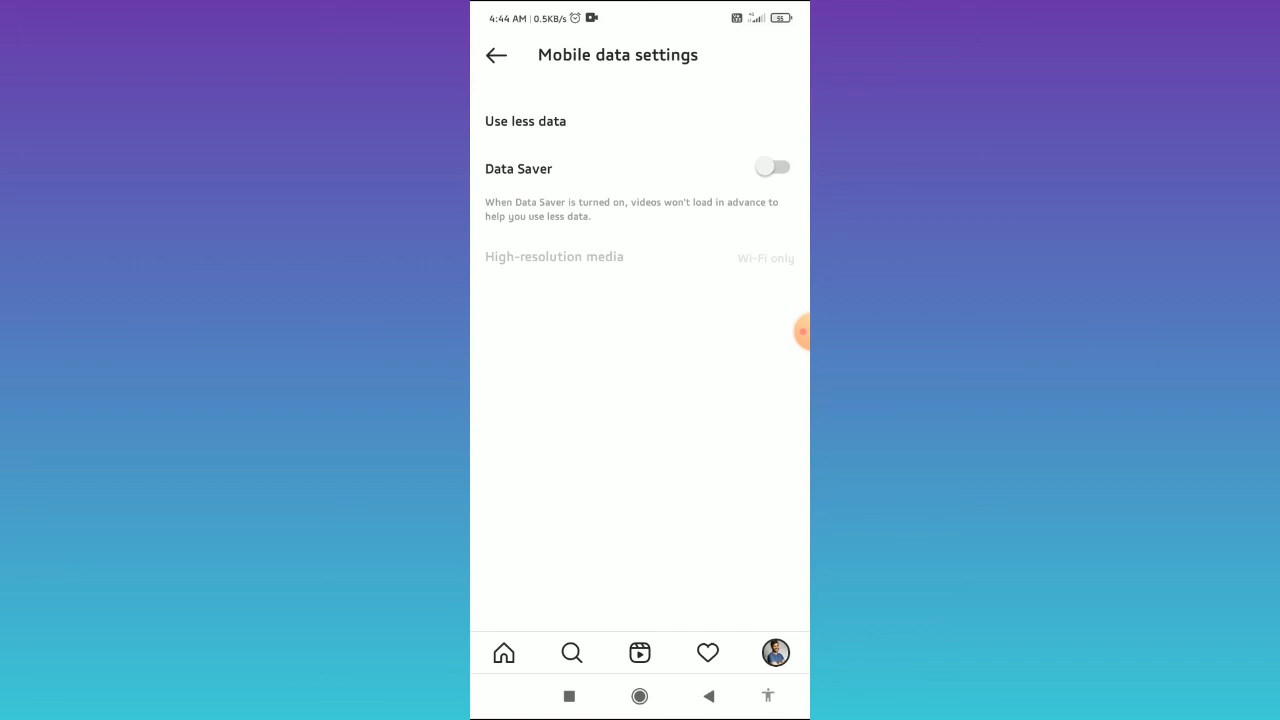 4:44 AM | 0.5KB/s
55
Mobile data settings
Use less data
Data Saver
When Data Saver is turned on, videos won't load in advance to
help you use less data.
High-resolution media
Wi-Fi only